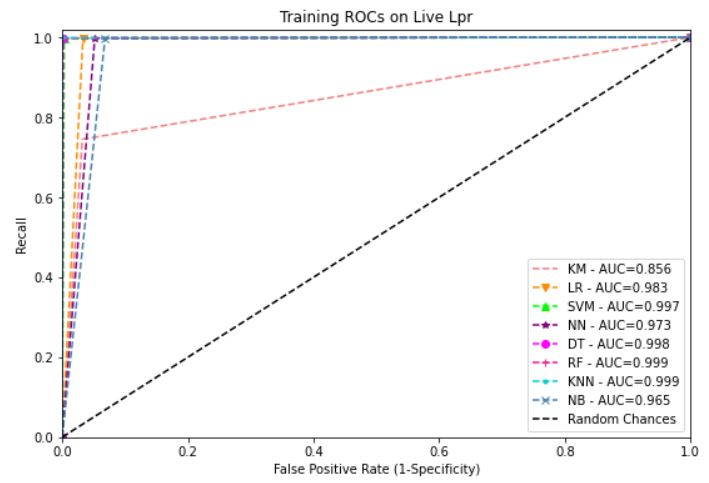 Training ROCs on Live Lpr
1.0
0.8
0.6
0.4
0.2
0.0
Recall
KM - AUC=0.856
LR - AUC=0.983
SVM - AUC=0.997
NN - AUC=0.973
DT - AUC=0.998
RF - AUC=0.999
KNN - AUC=0.999
NB - AUC=0.965
Random Chances
0.0 0.2 0.4 0.6 0.8 1.0
False Positive Rate (1-Specificity)